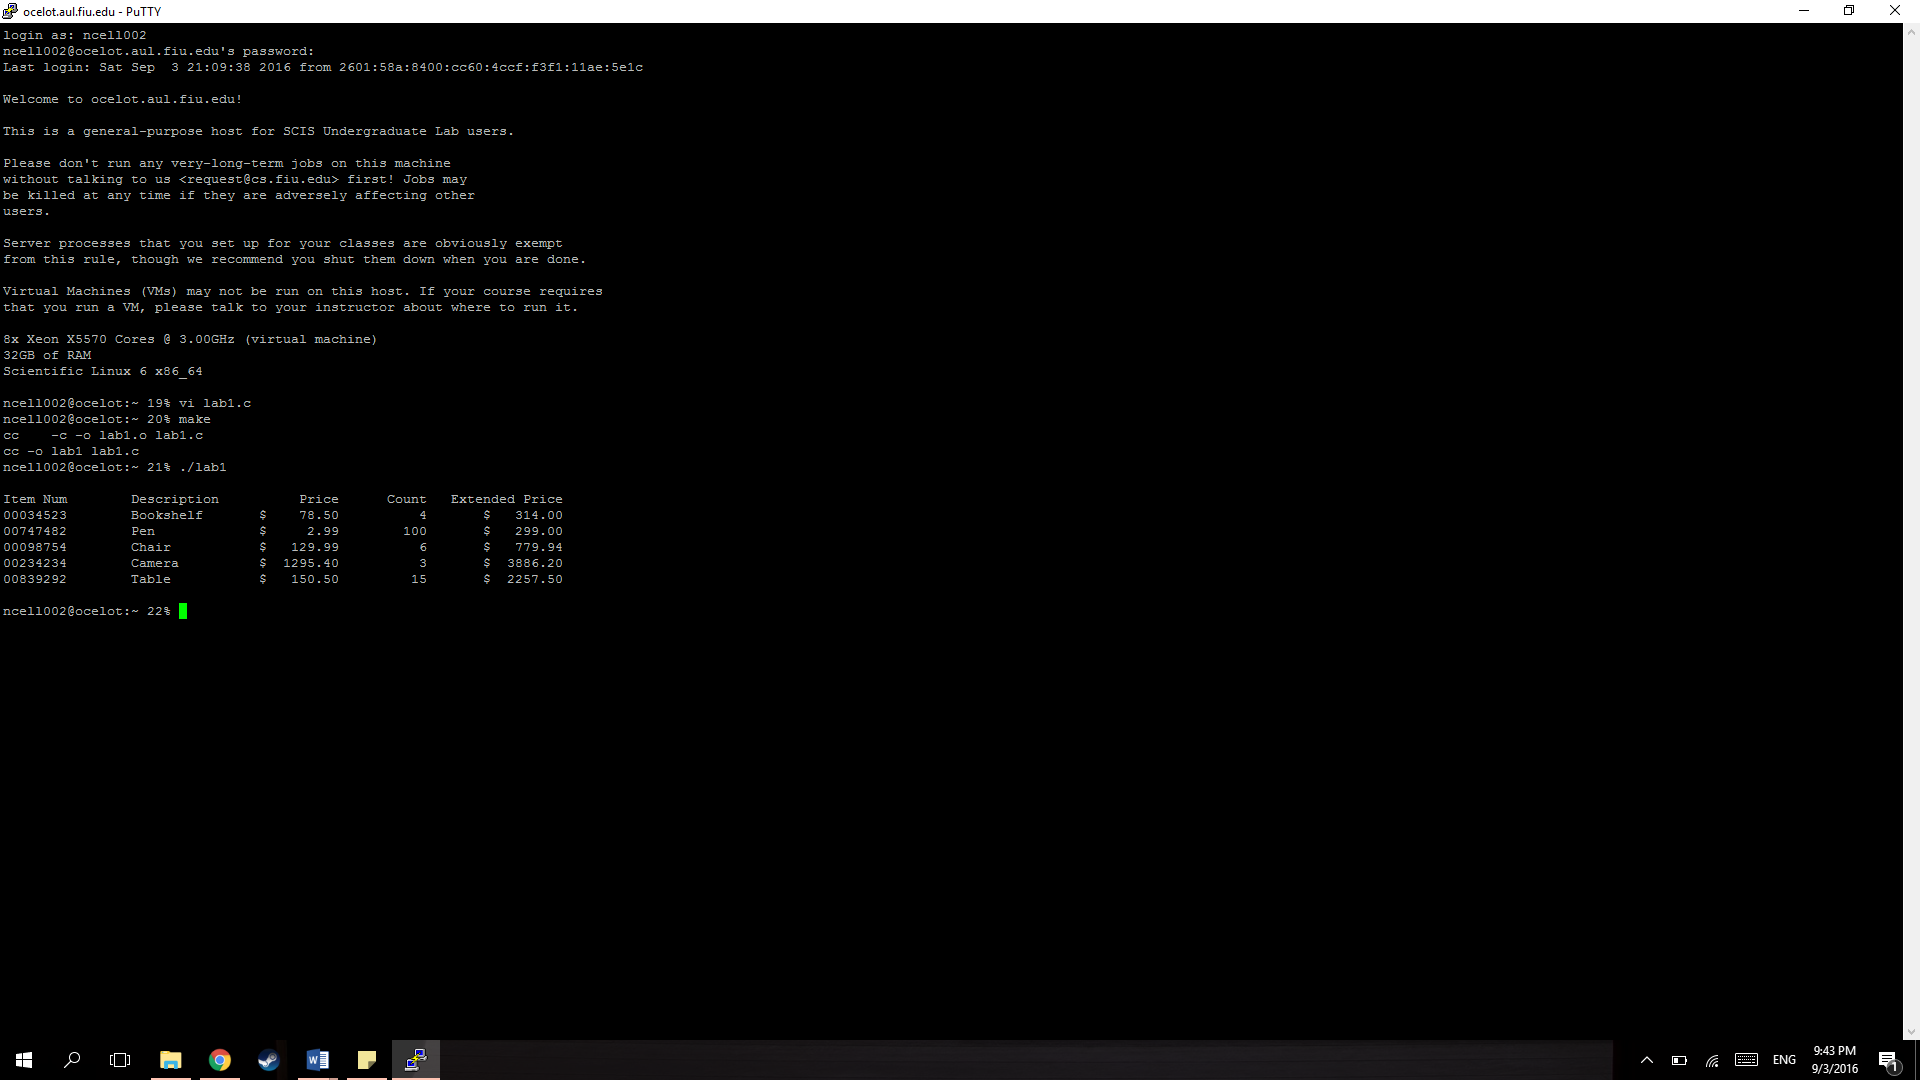 ocelot.aul.fiu.edu - PuTTY
login as: ncell002
ncell002@ocelot.aul.fiu.edu's password:
Last login: Sat Sep  3 21:09:38 2016 from 2601:58a:8400:cc60:4ccf:f3f1:11ae:5e1c
Welcome to ocelot.aul.fiu.edu!
This is a general-purpose host for SCIS Undergraduate Lab users.
Please don't run any very-long-term jobs on this machine
without talking to us <request@cs.fiu.edu> first! Jobs may
be killed at any time if they are adversely affecting other
users.
Server processes that you set up for your classes are obviously exempt
from this rule, though we recommend you shut them down when you are done.
Virtual Machines (VMs) may not be run on this host. If your course requires
that you run a VM, please talk to your instructor about where to run it.
8x Xeon X5570 Cores @ 3.00GHz (virtual machine)
32GB of RAM
Scientific Linux 6 x86_64
ncell002@ocelot:~ 19% vi lab1.c
ncell002@ocelot:~ 20% make
cc    -c -o lab1.o lab1.c
cc -o lab1 lab1.c
ncell002@ocelot:~ 21% ./lab1
Item Num        Description          Price      Count   Extended Price
00034523        Bookshelf       $    78.50          4       $   314.00
00747482        Pen             $     2.99        100       $   299.00
00098754        Chair           $   129.99          6       $   779.94
00234234        Camera          $  1295.40          3       $  3886.20
00839292        Table           $   150.50         15       $  2257.50
ncell002@ocelot:~ 22%
ENG
9:43 PM
9/3/2016
1